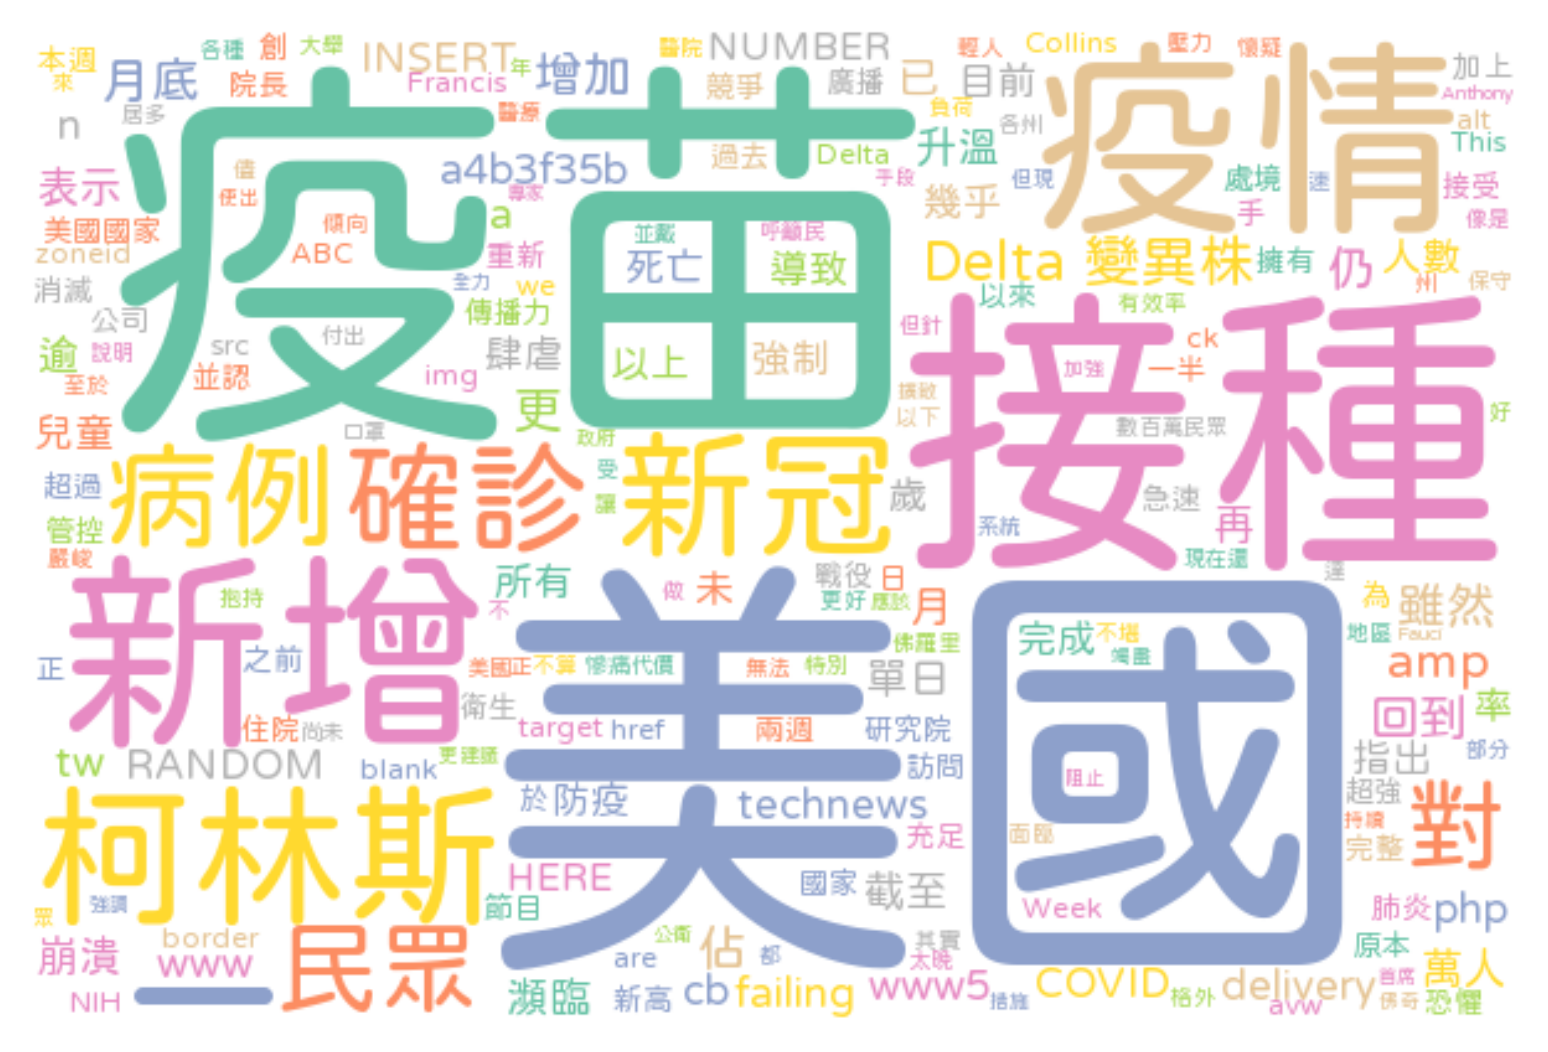 本週 各種 創 大舉 INSERT 年 增加 醫院 NUMBER 輕人 Collins 壓力 懷疑
來 月底 院長 Francis 競爭 廣播 已 目前 疫情 加上 Anthony
n 居多 疫苗 醫療 負荷 各州 alt
表示 儘 使出 a4b3f35b 專家 過去 Delta 手段 升溫 但現 處境 速 This 接受
美國國家 傾向 ABC a 重新 並戴 呼籲民 幾乎 手 像是
zoneid 全力 we 死亡 導致 Delta 變異株 擁有 仍 人數 州 保守
消滅 公司 付出 傳播力 以來 有效率
逾 說明 src 肆虐 以上 強制 但針 接種 加強 ck 一半
至於 並認 img 更 擴散 以下 好
兒童 口罩 政府 數百萬民眾
超過 病例 確診 受 新冠 歲 急速
管控 讓 系統 再
嚴峻 新增 所有 做 未 戰役 日 現在還 達
抱持 不 更好 應該 月 美國 完成 不堪 為 雖然
正 之前 美國正 不算 慘痛代價 無法 特別 佛羅里 竭盡 地區 Fauci amp
衛生 單日 回到 率
住院 尚未 target href 兩週 研究院
tw RANDOM blank 更建議 訪問 阻止 指出 部分
柯林斯 於 防疫 technews 超強 對
HERE 充足 面臨 持續 完整
眾 強調 節目 國家 截至 Week 肺炎 php
崩潰 border 民眾 公衛 佔 其實 原本
www are 都 太晚 萬人
NIH 一 瀕臨 新高 cb failing www5 措施 COVID 格外 delivery avw 首席 佛奇 恐懼